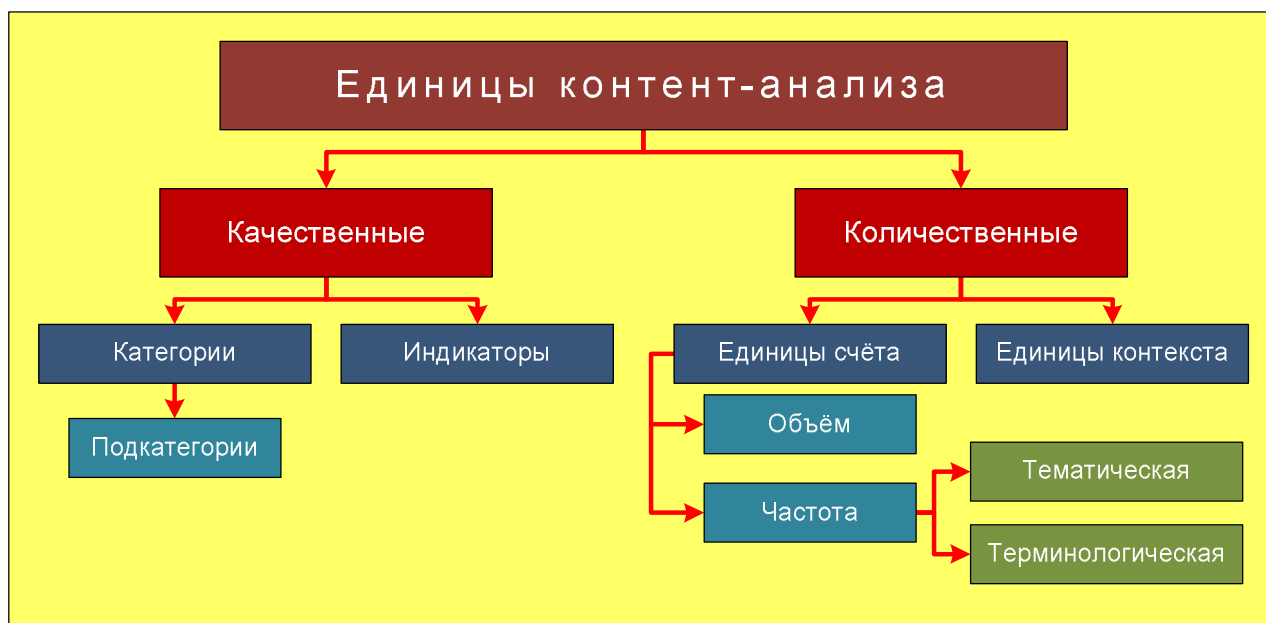 Единицы контент-анализа
Качественные
Количественные
Категории
Индикаторы
Единицы счёта
Единицы контекста
Подкатегории
Объём
Частота
Тематическая
Терминологическая